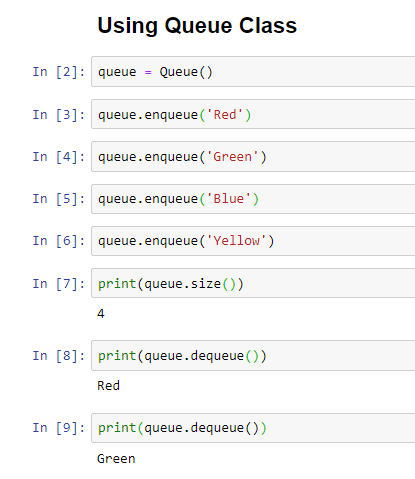 Using Queue Class
In [2]: queue = Queue()
In [3]: queue.enqueue('Red')
In [4]: queue.enqueue('Green')
In [5]: queue.enqueue('Blue')
In [6]: queue.enqueue('Yellow')
In [7]: print(queue.size())
4
In [8]: print(queue.dequeue())
Red
In [9]: print(queue.dequeue())
Green